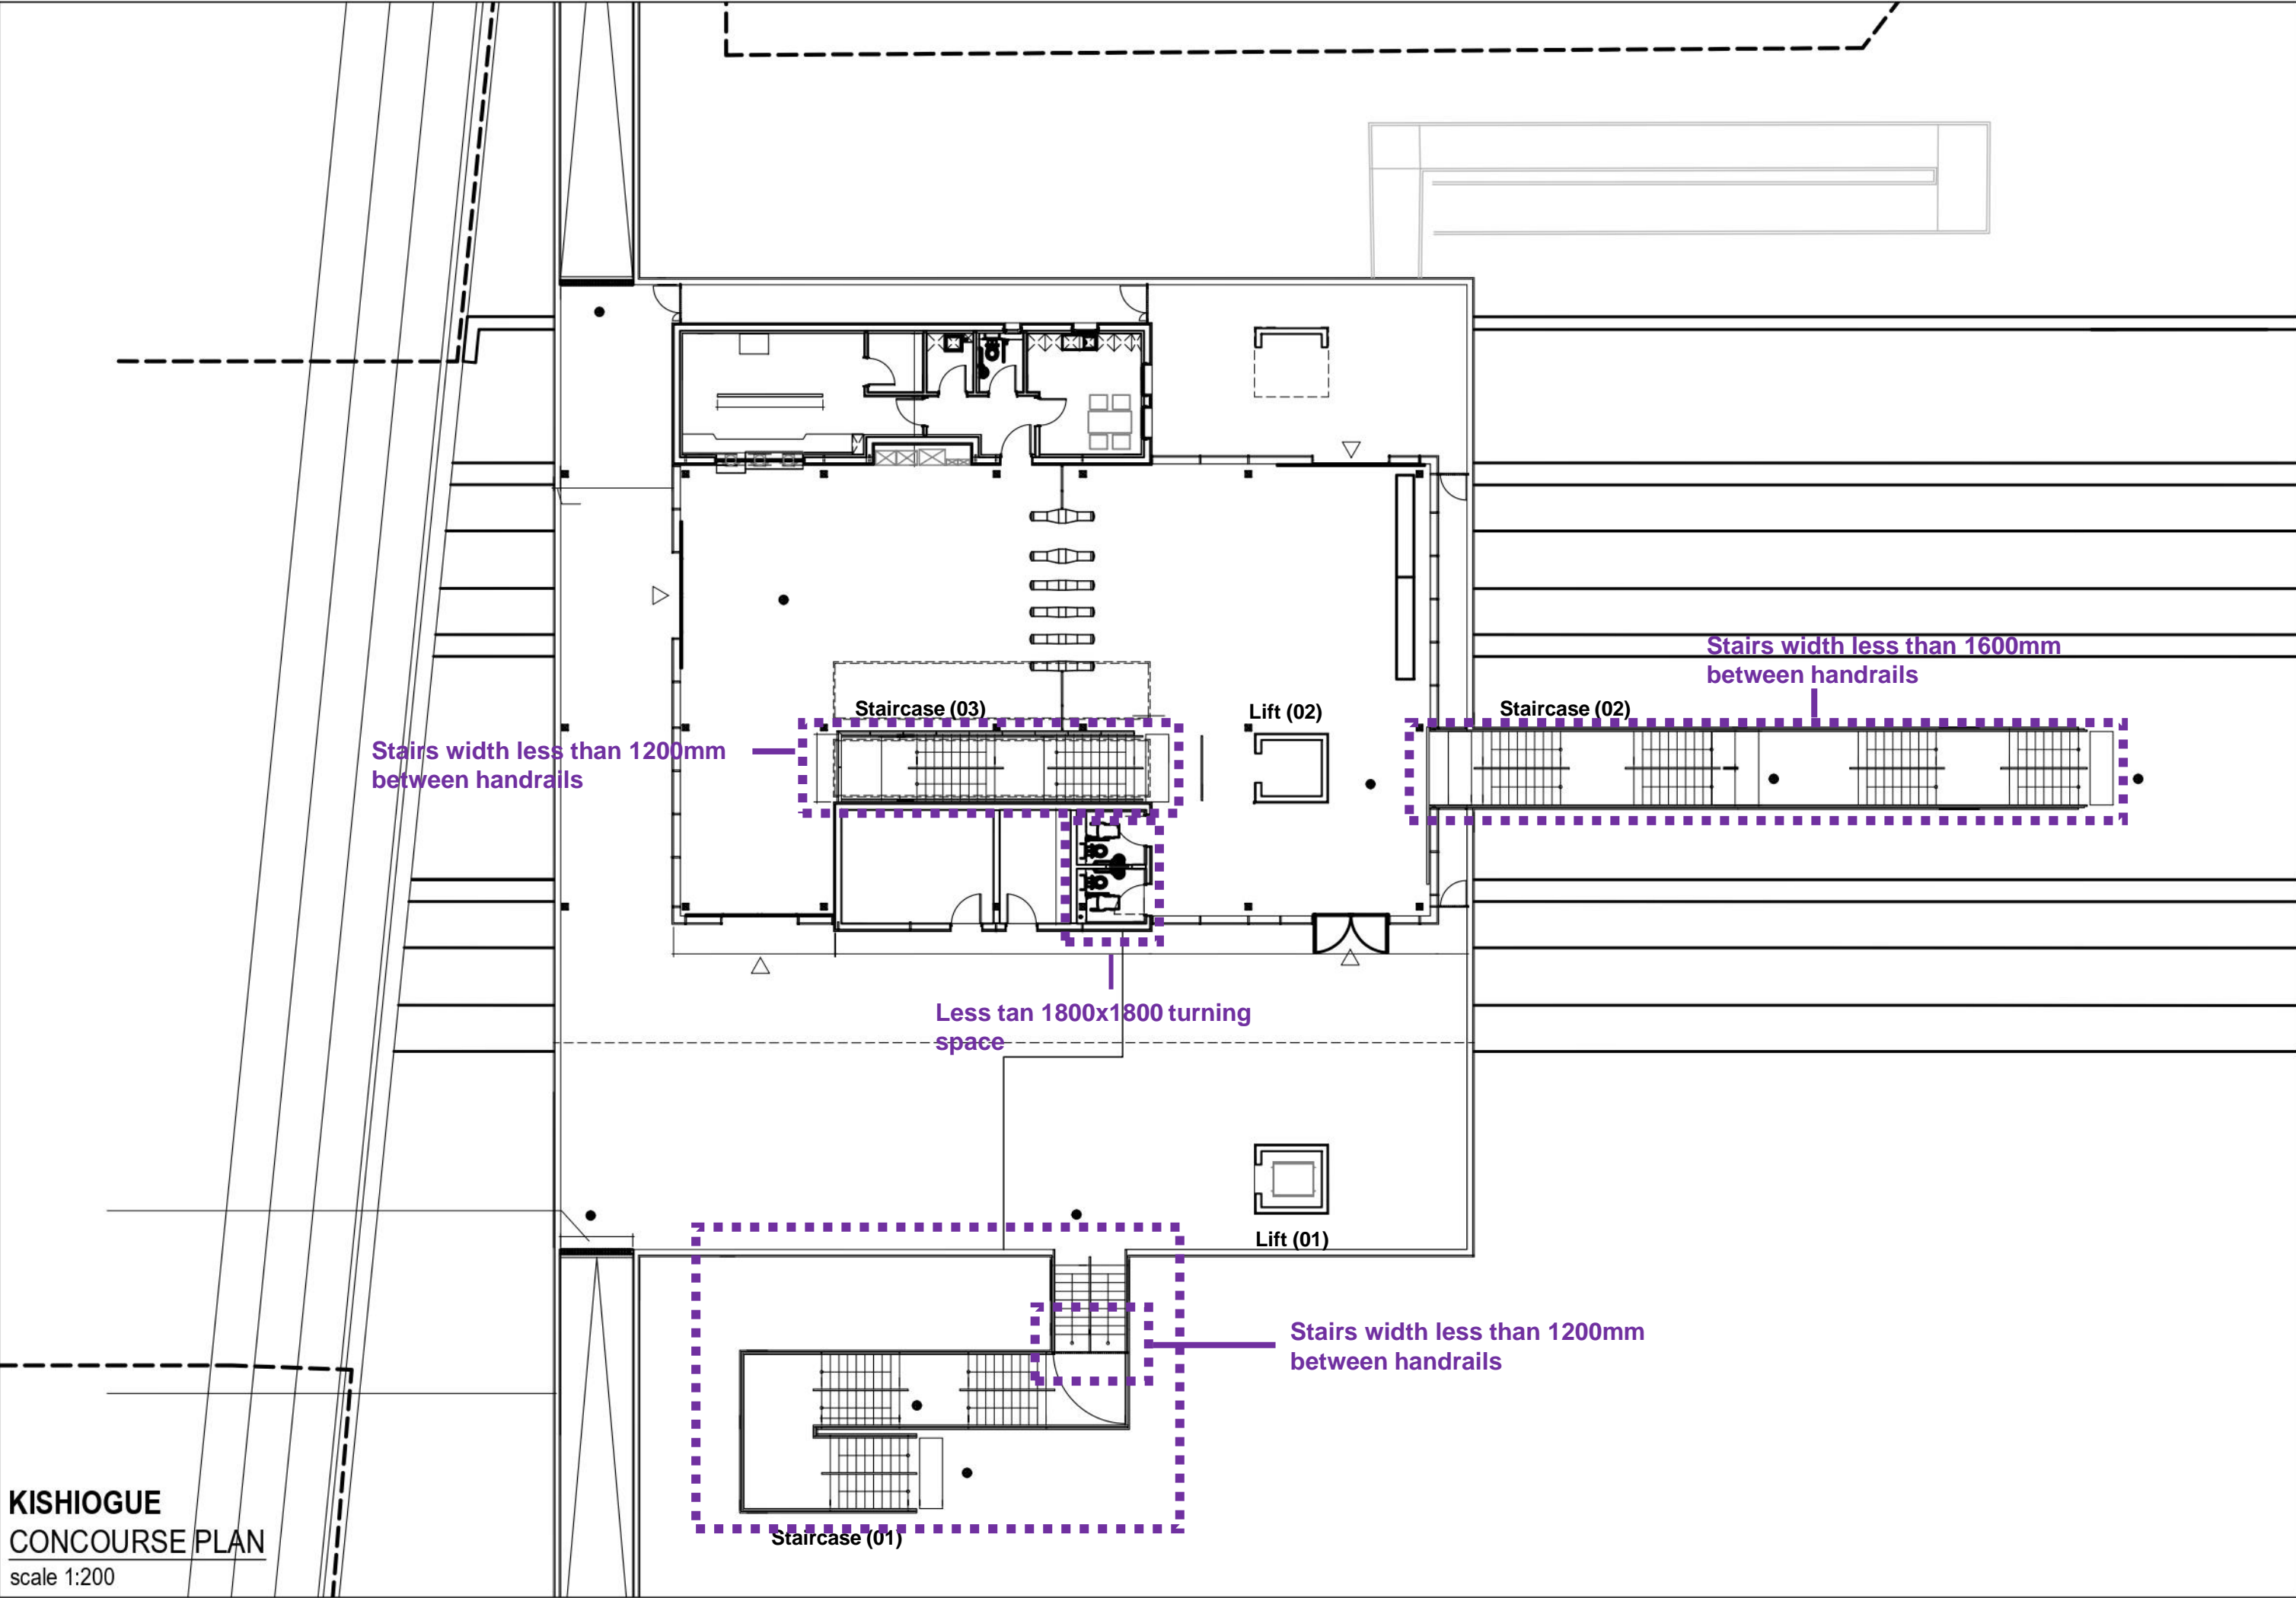 Stairs width less than 1600mm
between handrails
Staircase (03)
Lift (02)
Staircase (02)
Stairs width less than 1200mm
between handrails
Less tan 1800x1800 turning
space
Lift (01)
Stairs width less than 1200mm
between handrails
Staircase (01)
KISHIOGUE
CONCOURSE PLAN
scale 1:200